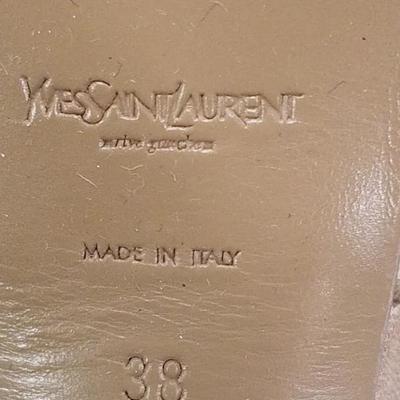 YVESSAINTLAURENT
rive gauche
MADE IN ITALY
38